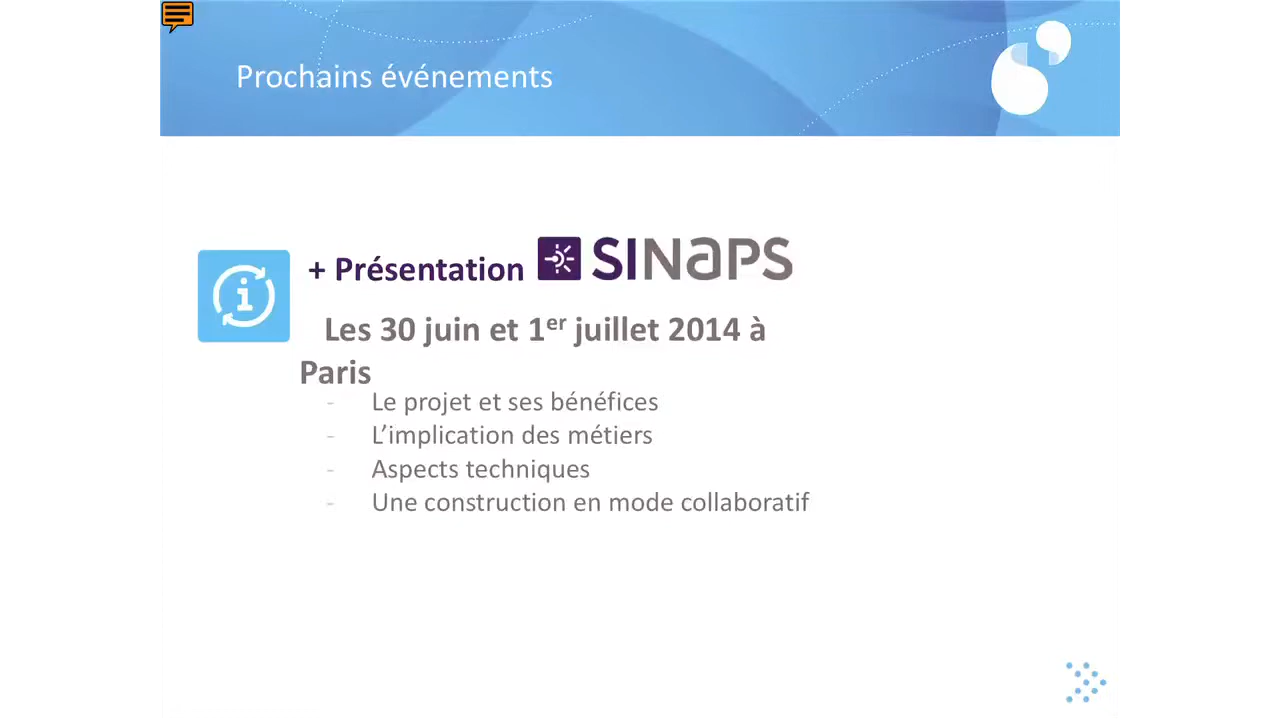 Prochains événements
+ Présentation SINAPS
Les 30 juin et 1er juillet 2014 à
Paris
- Le projet et ses bénéfices
- L’implication des métiers
- Aspects techniques
- Une construction en mode collaboratif